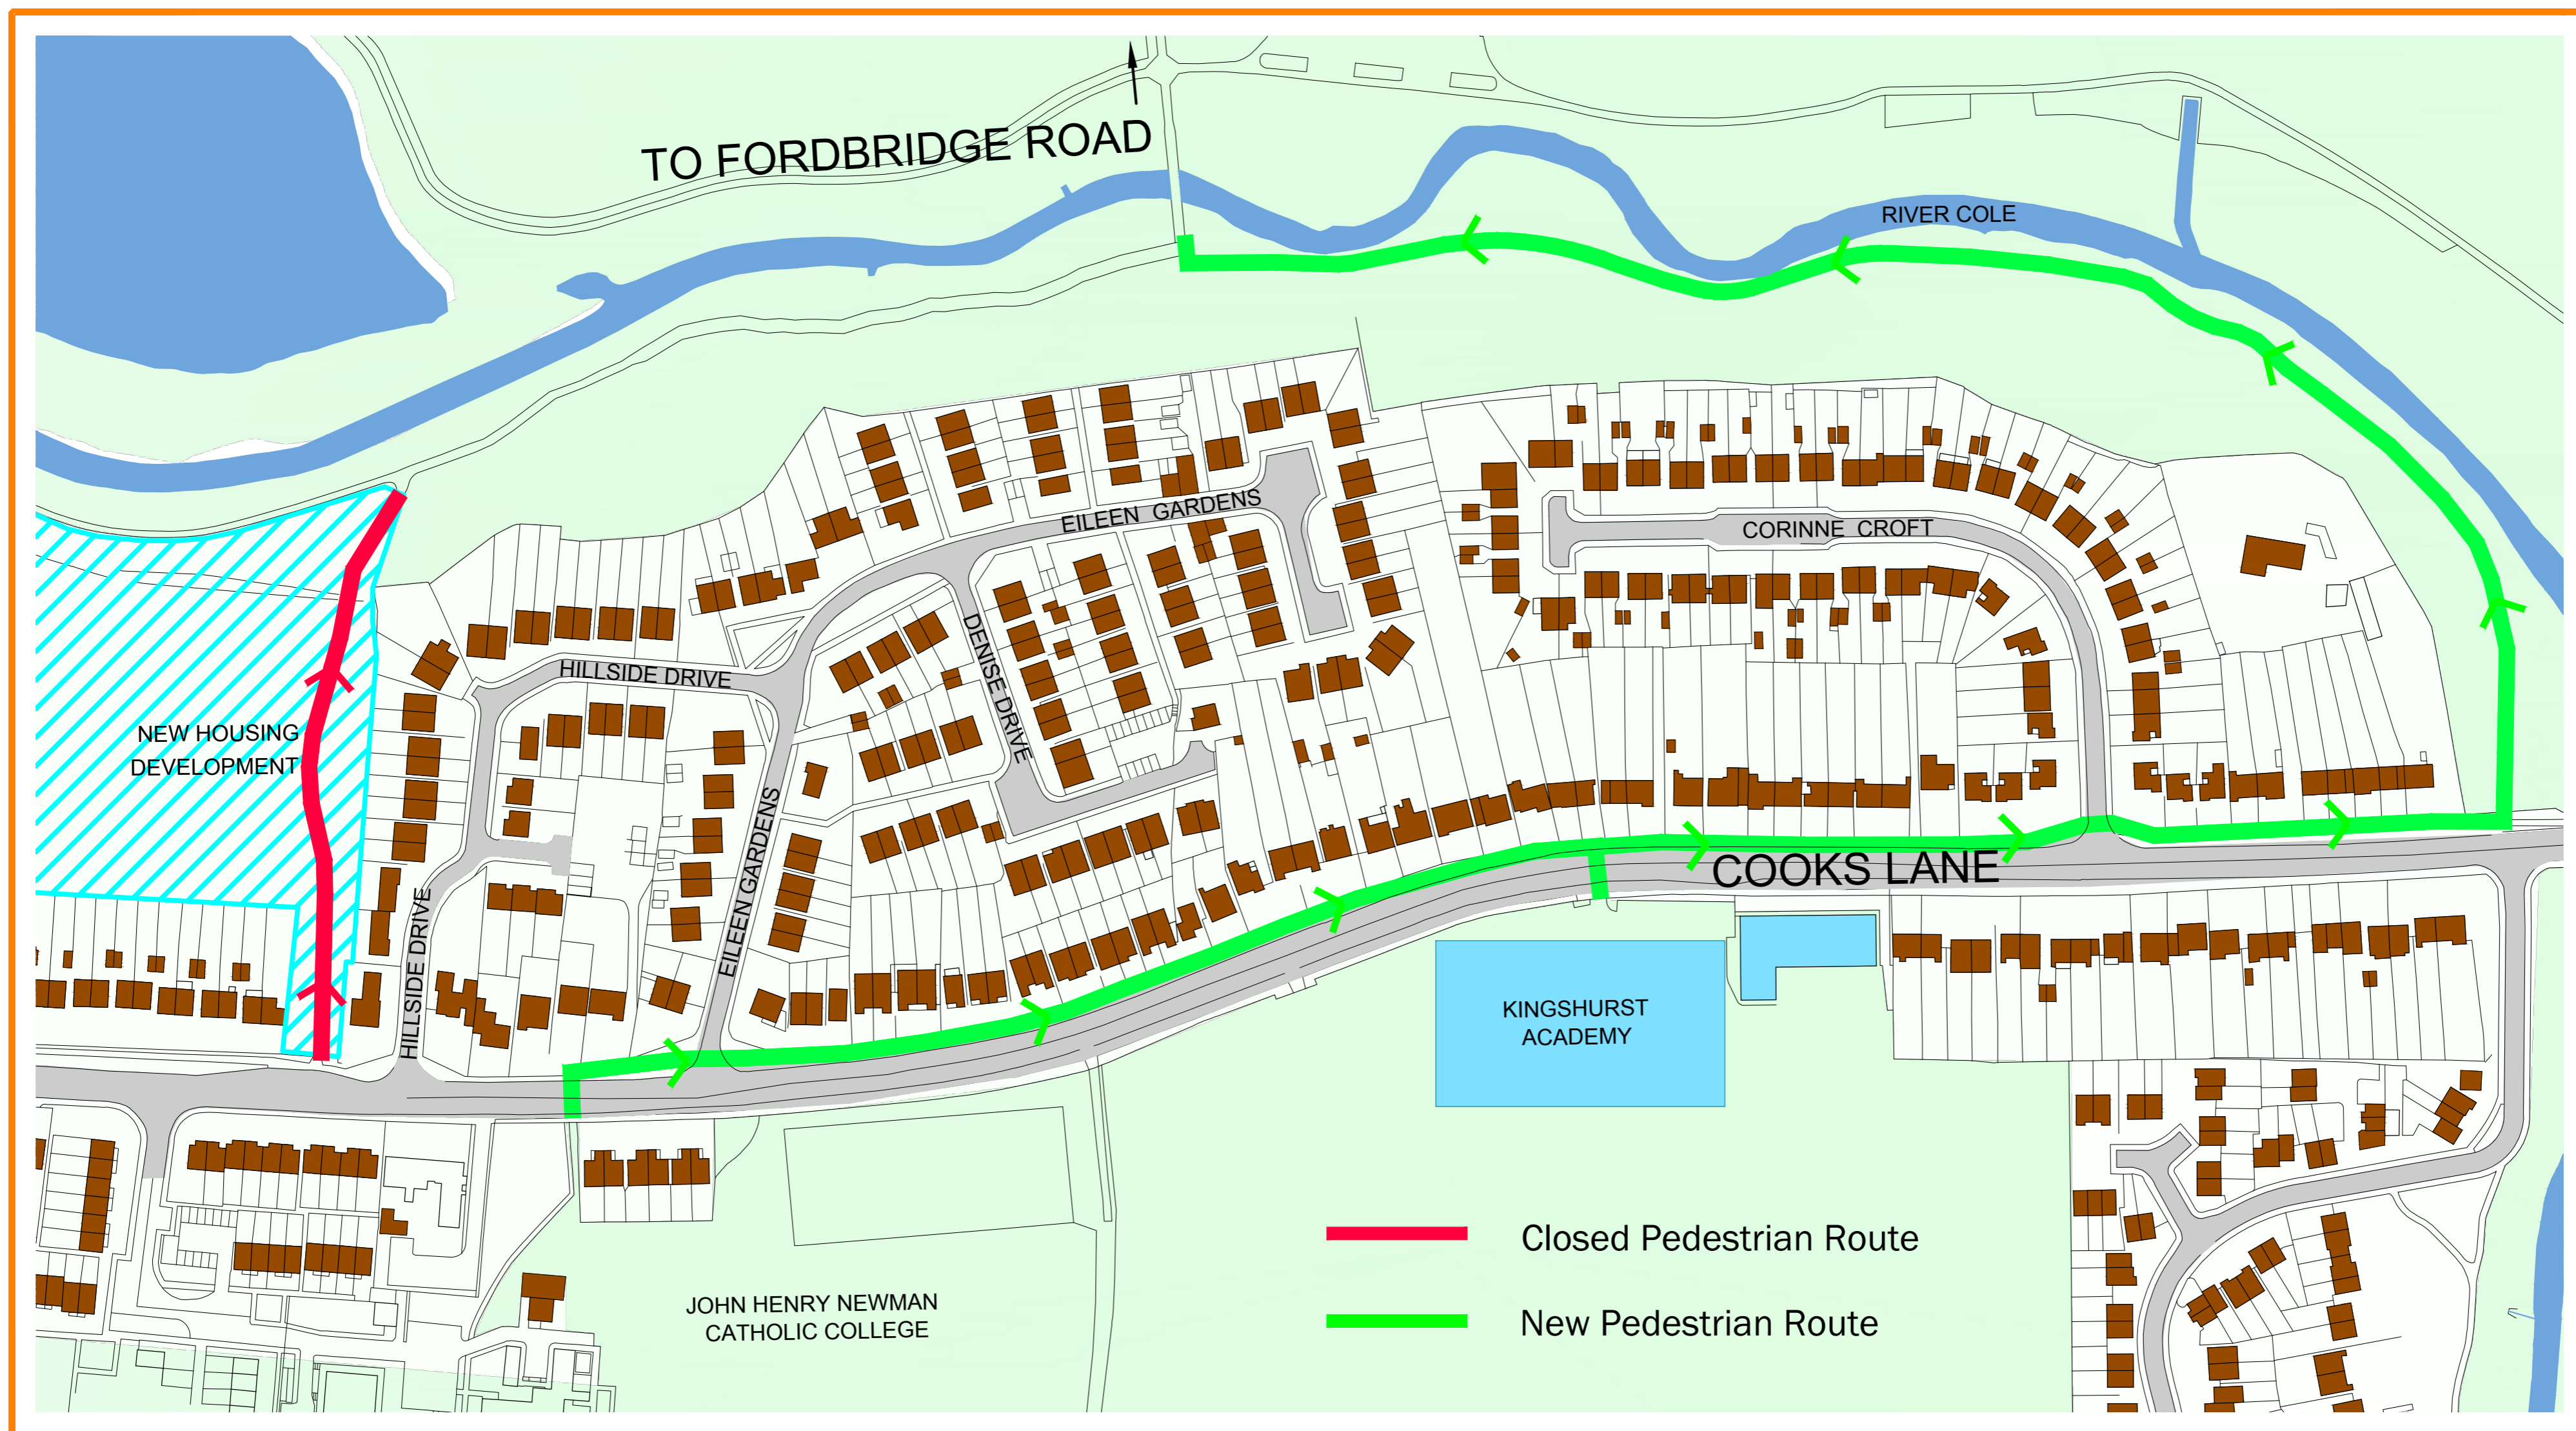 TO FORDBRIDGE ROAD
RIVER COLE
EILEEN GARDENS
CORINNE CROFT
HILLSIDE DRIVE
DENISE DRIVE
NEW HOUSING
DEVELOPMENT
EILEEN GARDENS
HILLSIDE DRIVE
COOKS LANE
KINGSHURST
ACADEMY
Closed Pedestrian Route
New Pedestrian Route
JOHN HENRY NEWMAN
CATHOLIC COLLEGE